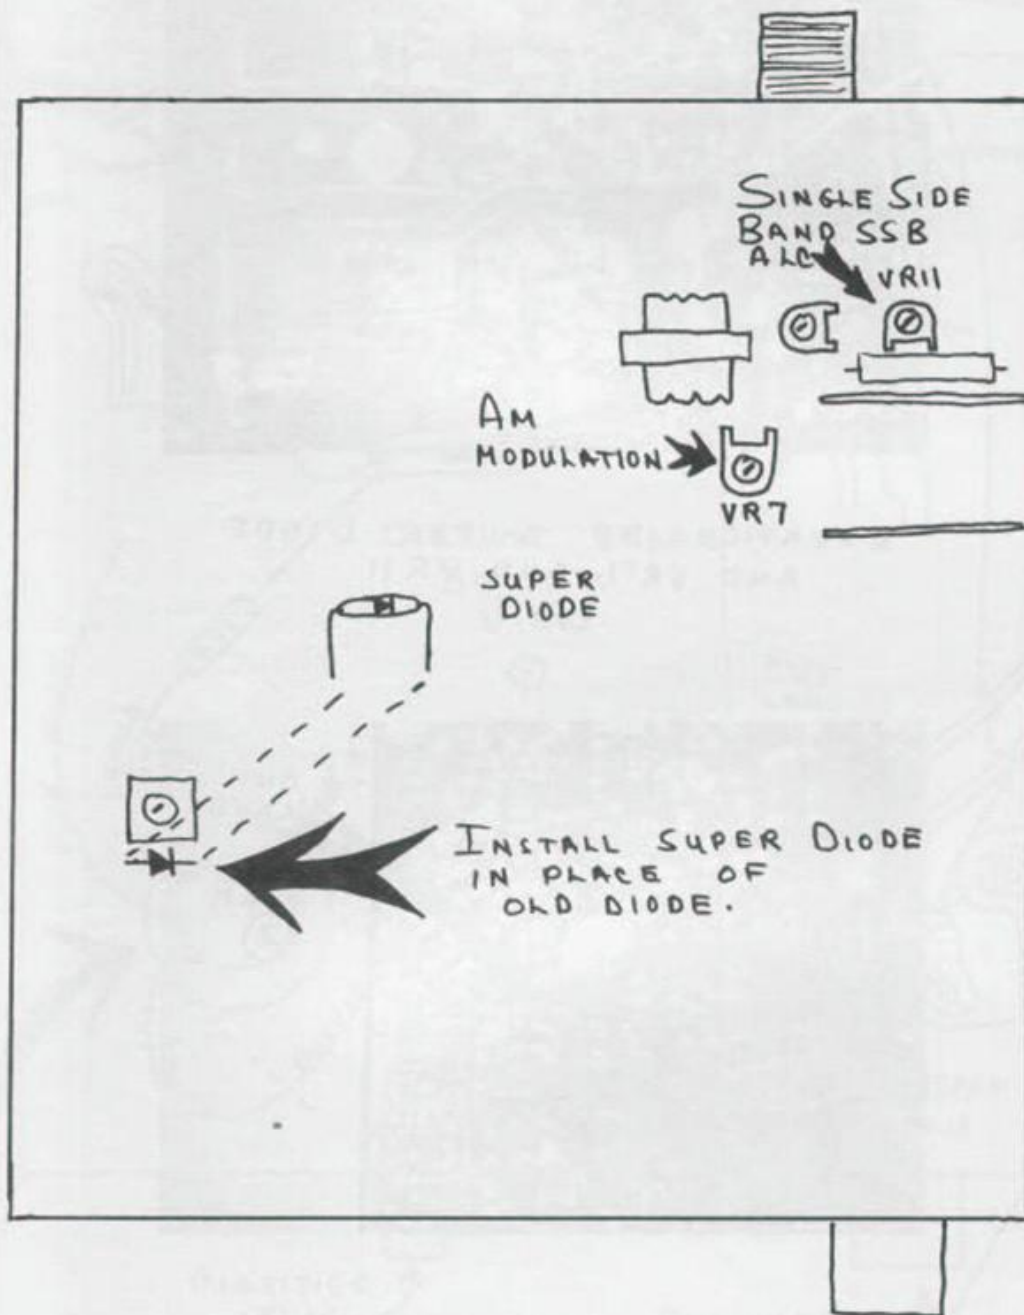 SINGLE SIDE
BAND SSB
ALC
VR11
AM
MODULATION
VR7
SUPER
DIODE
INSTALL SUPER DIODE
IN PLACE OF
OLD DIODE.